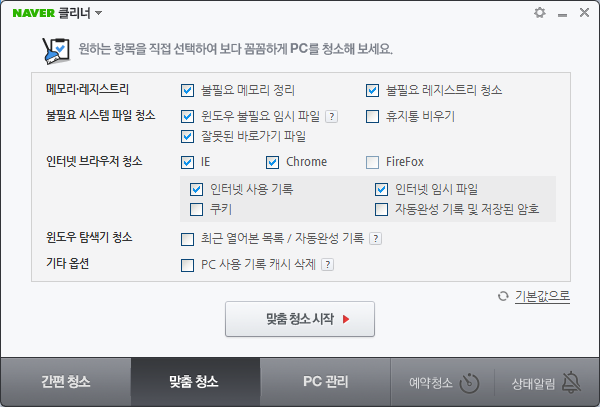 NAVER 클리너
원하는 항목을 직접 선택하여 보다 꼼꼼하게 PC를 청소해 보세요.
메모리·레지스트리 불필요 메모리 정리 불필요 레지스트리 청소
불필요 시스템 파일 청소 윈도우 불필요 임시 파일 ? 휴지통 비우기
잘못된 바로가기 파일
인터넷 브라우저 청소 IE Chrome FireFox
인터넷 사용 기록 인터넷 임시 파일
쿠키 자동완성 기록 및 저장된 암호
윈도우 탐색기 청소 최근 열어본 목록 / 자동완성 기록 ?
기타 옵션 PC 사용 기록 캐시 삭제 ?
기본값으로
맞춤 청소 시작
간편 청소 맞춤 청소 PC 관리 예약청소 상태알림